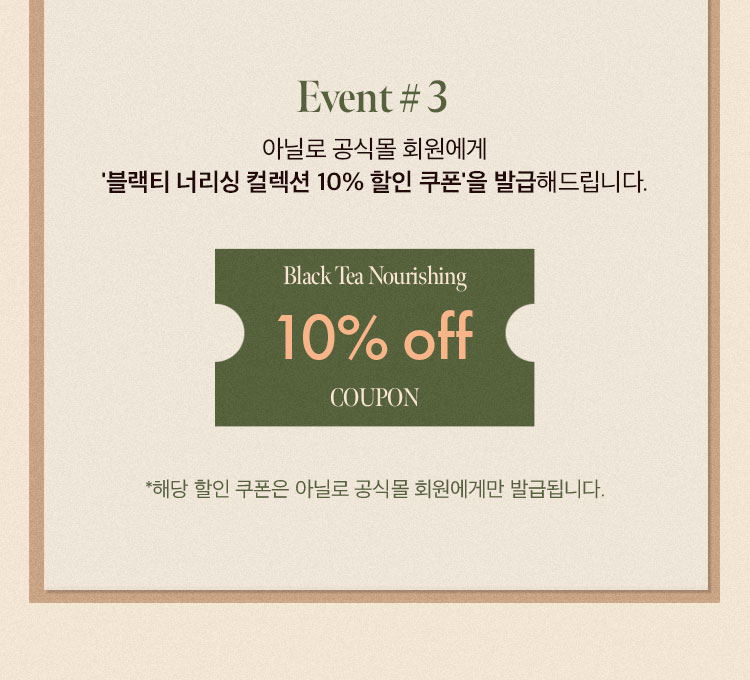 Event # 3
아닐로 공식몰 회원에게
'블랙티 너리싱 컬렉션 10% 할인 쿠폰'을 발급해드립니다.
Black Tea Nourishing
10% off
COUPON
*해당 할인 쿠폰은 아닐로 공식몰 회원에게만 발급됩니다.